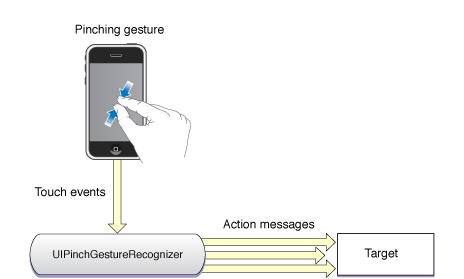 Pinching gesture
Touch events
Action messages
UIPinchGestureRecognizer
Target